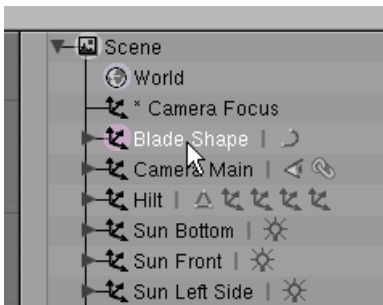 Scene
World
* Camera Focus
Blade Shape |
Camera Main |
Hilt |
Sun Bottom |
Sun Front |
Sun Left Side |